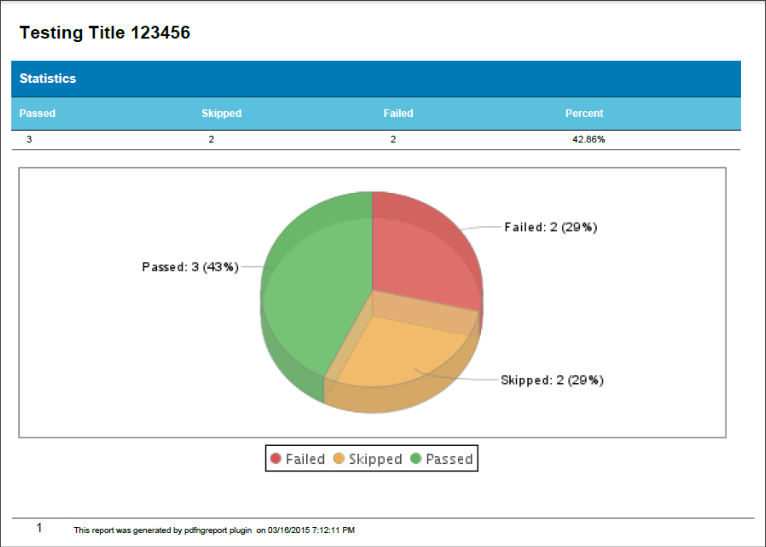 Testing Title 123456
Statistics
Passed Skipped Failed Percent
3 2 2 42.86%
Failed: 2 (29%)
Passed: 3 (43%)
Skipped: 2 (29%)
Failed Skipped Passed
1 This report was generated by pdfngreport plugin on 03/16/2015 7:12:11 PM